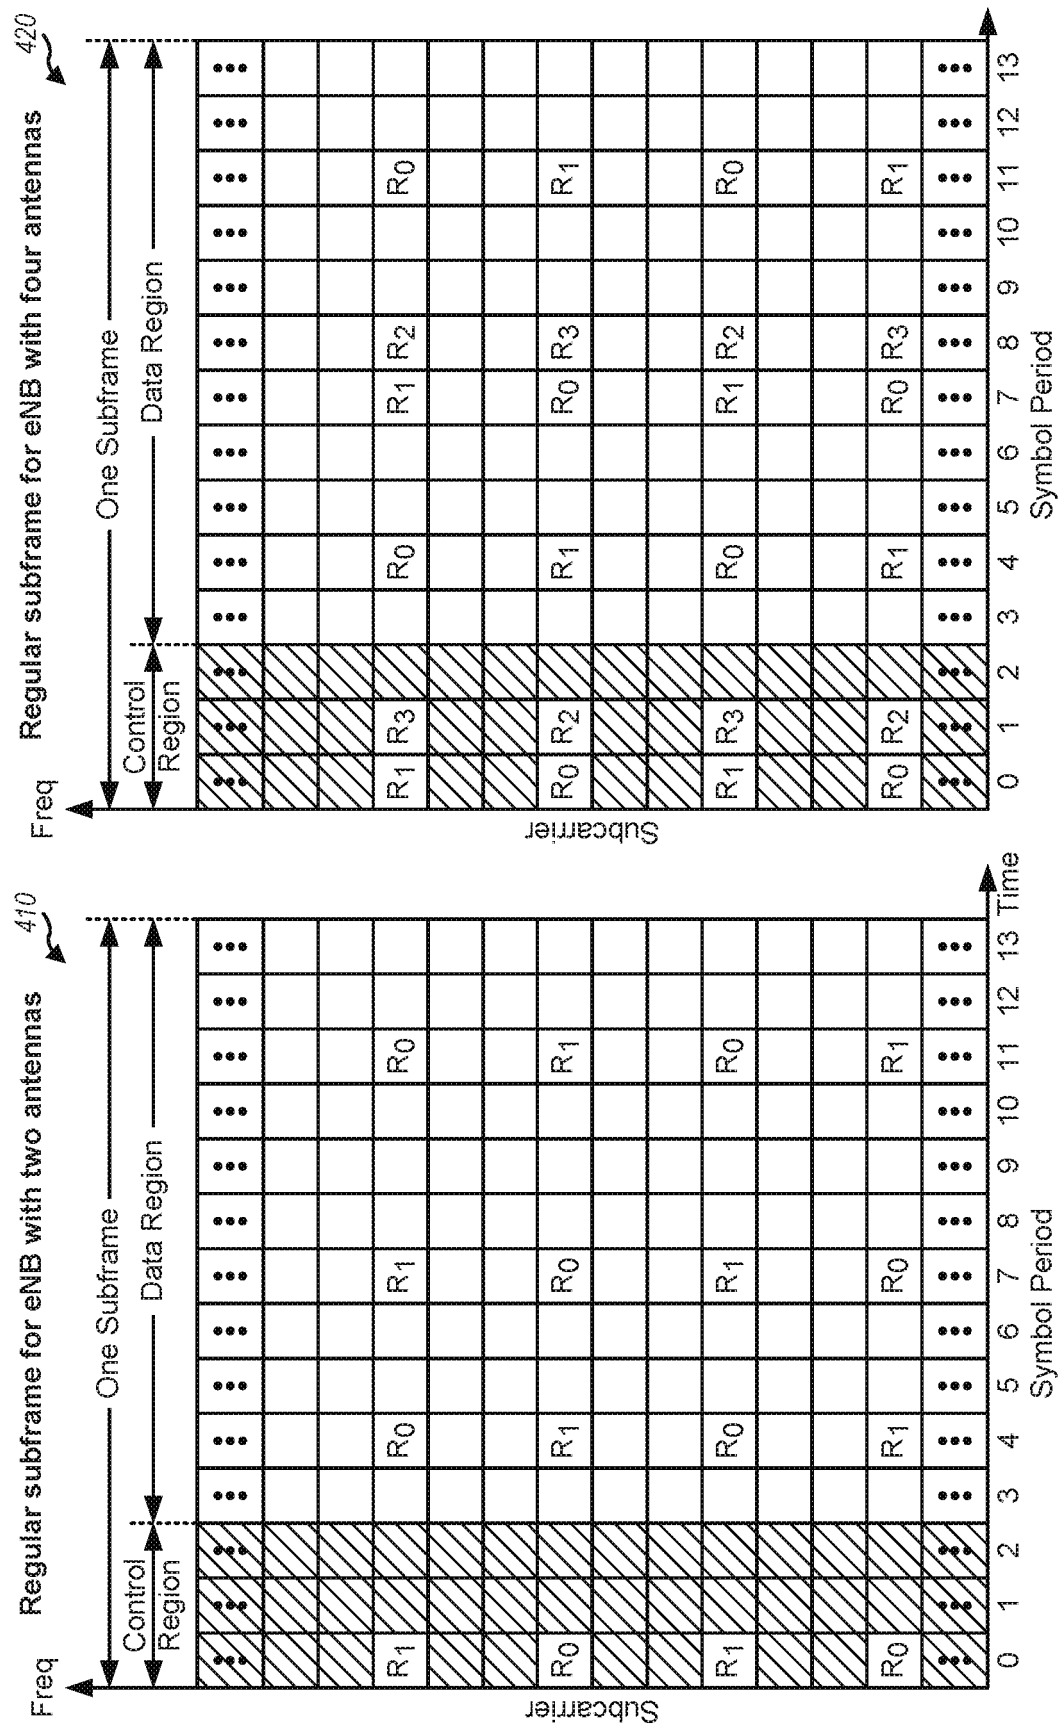 Regular subframe for eNB with two antennas 410
Freq
One Subframe
Control Region
Data Region
Subcarrier
••• ••• ••• ••• ••• ••• ••• ••• ••• ••• ••• ••• ••• •••
R1 R0 R1 R0
R0 R1 R0 R1
R1 R0 R1 R0
R0 R1 R0 R1
••• ••• ••• ••• ••• ••• ••• ••• ••• ••• ••• ••• ••• •••
0 1 2 3 4 5 6 7 8 9 10 11 12 13 Time
Symbol Period
Regular subframe for eNB with four antennas 420
Freq
One Subframe
Control Region
Data Region
Subcarrier
••• ••• ••• ••• ••• ••• ••• ••• ••• ••• ••• ••• ••• •••
R1 R3 R0 R1 R2 R0
R0 R2 R1 R0 R3 R1
R1 R3 R0 R1 R2 R0
R0 R2 R1 R0 R3 R1
••• ••• ••• ••• ••• ••• ••• ••• ••• ••• ••• ••• ••• •••
0 1 2 3 4 5 6 7 8 9 10 11 12 13
Symbol Period